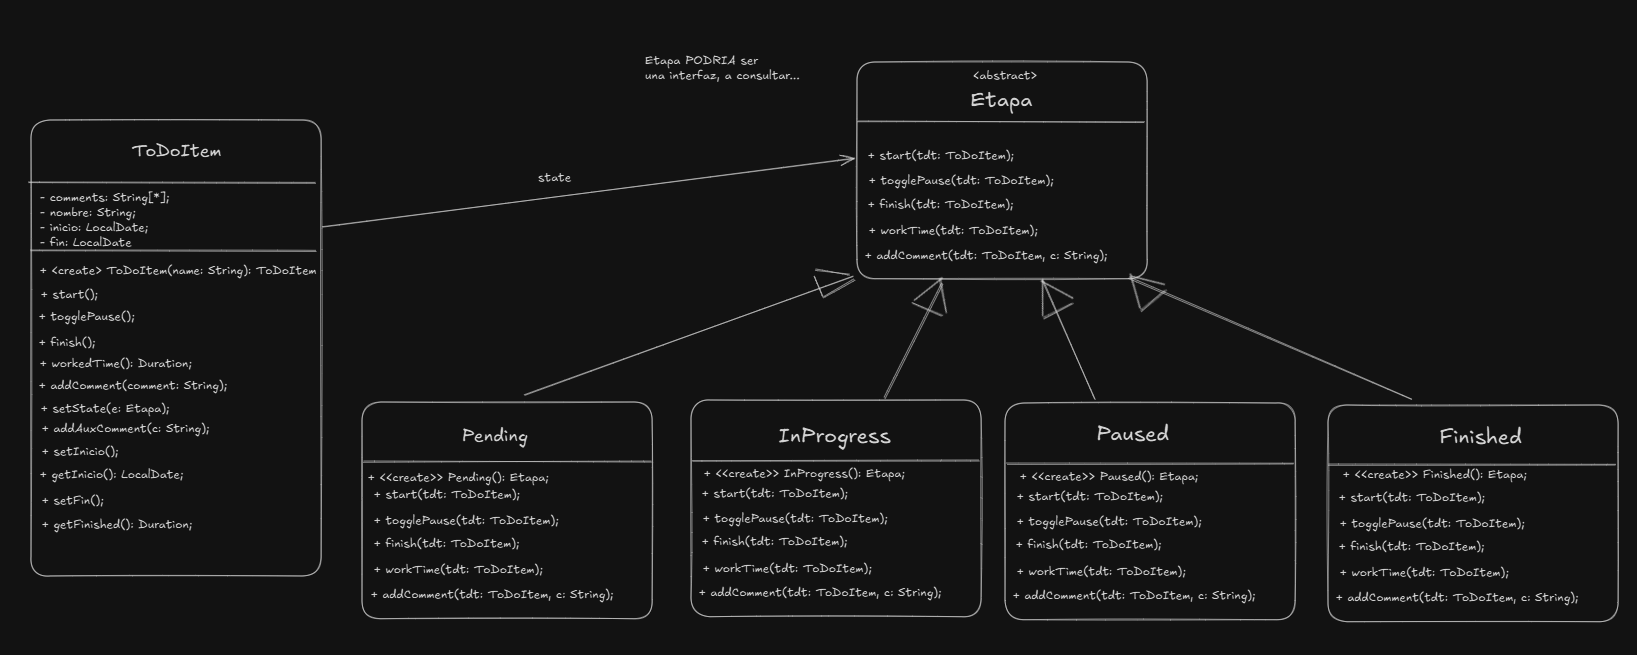 Etapa PODRIA ser
una interfaz, a consultar...
<abstract>
Etapa
+ start(tdt: ToDoItem);
+ togglePause(tdt: ToDoItem);
+ finish(tdt: ToDoItem);
+ workTime(tdt: ToDoItem);
+ addComment(tdt: ToDoItem, c: String);
ToDoItem
- comments: String[*];
- nombre: String;
- inicio: LocalDate;
- fin: LocalDate
+ <create> ToDoItem(name: String): ToDoItem
+ start();
+ togglePause();
+ finish();
+ workedTime(): Duration;
+ addComment(comment: String);
+ setState(e: Etapa);
+ addAuxComment(c: String);
+ setInicio();
+ getInicio(): LocalDate;
+ setFin();
+ getFinished(): Duration;
state
Pending
+ <<create>> Pending(): Etapa;
+ start(tdt: ToDoItem);
+ togglePause(tdt: ToDoItem);
+ finish(tdt: ToDoItem);
+ workTime(tdt: ToDoItem);
+ addComment(tdt: ToDoItem, c: String);
InProgress
+ <<create>> InProgress(): Etapa;
+ start(tdt: ToDoItem);
+ togglePause(tdt: ToDoItem);
+ finish(tdt: ToDoItem);
+ workTime(tdt: ToDoItem);
+ addComment(tdt: ToDoItem, c: String);
Paused
+ <<create>> Paused(): Etapa;
+ start(tdt: ToDoItem);
+ togglePause(tdt: ToDoItem);
+ finish(tdt: ToDoItem);
+ workTime(tdt: ToDoItem);
+ addComment(tdt: ToDoItem, c: String);
Finished
+ <<create>> Finished(): Etapa;
+ start(tdt: ToDoItem);
+ togglePause(tdt: ToDoItem);
+ finish(tdt: ToDoItem);
+ workTime(tdt: ToDoItem);
+ addComment(tdt: ToDoItem, c: String);